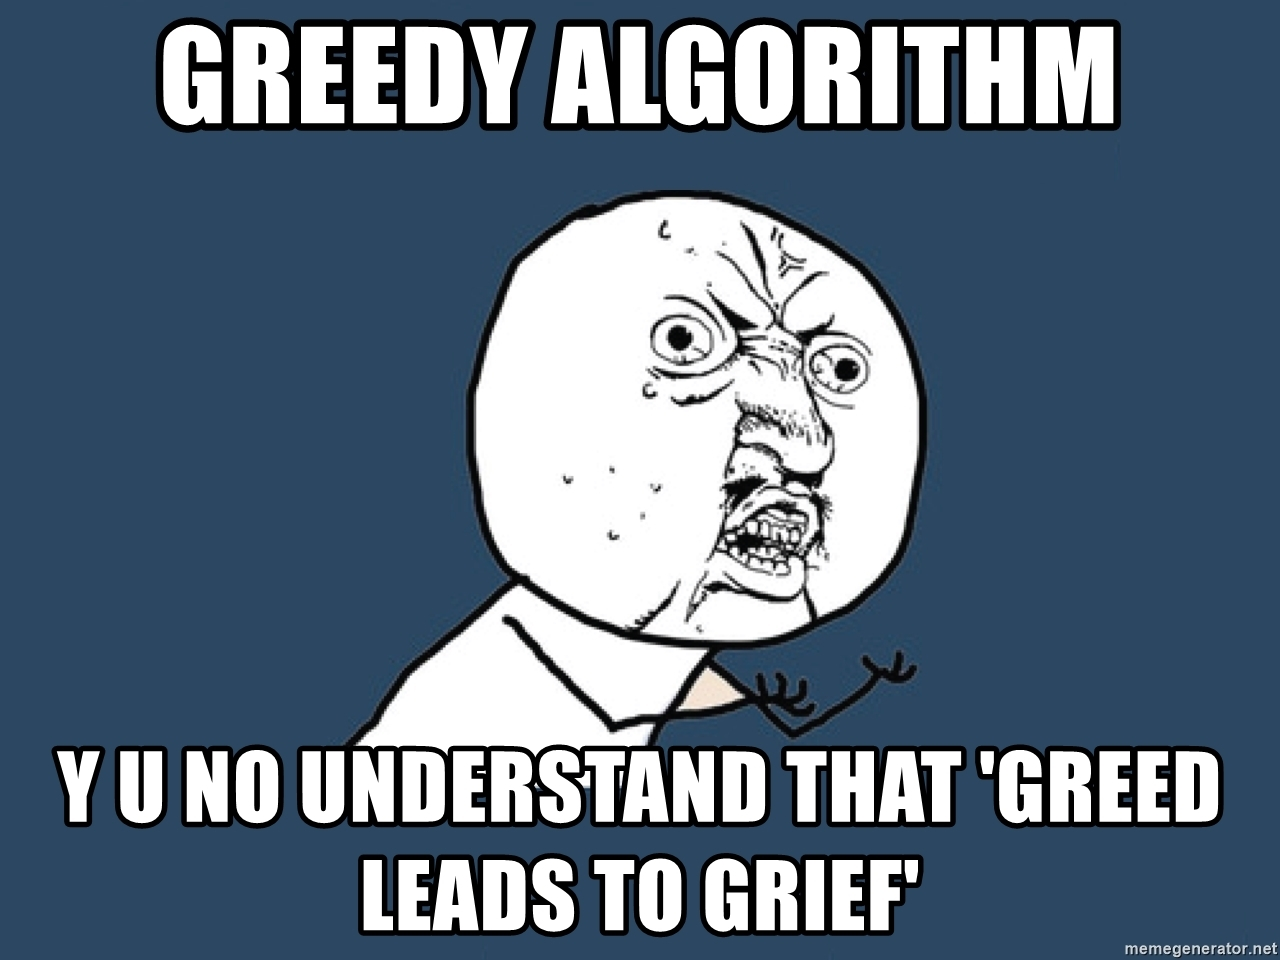 GREEDY ALGORITHM
Y U NO UNDERSTAND THAT 'GREED
LEADS TO GRIEF'
memegenerator.net